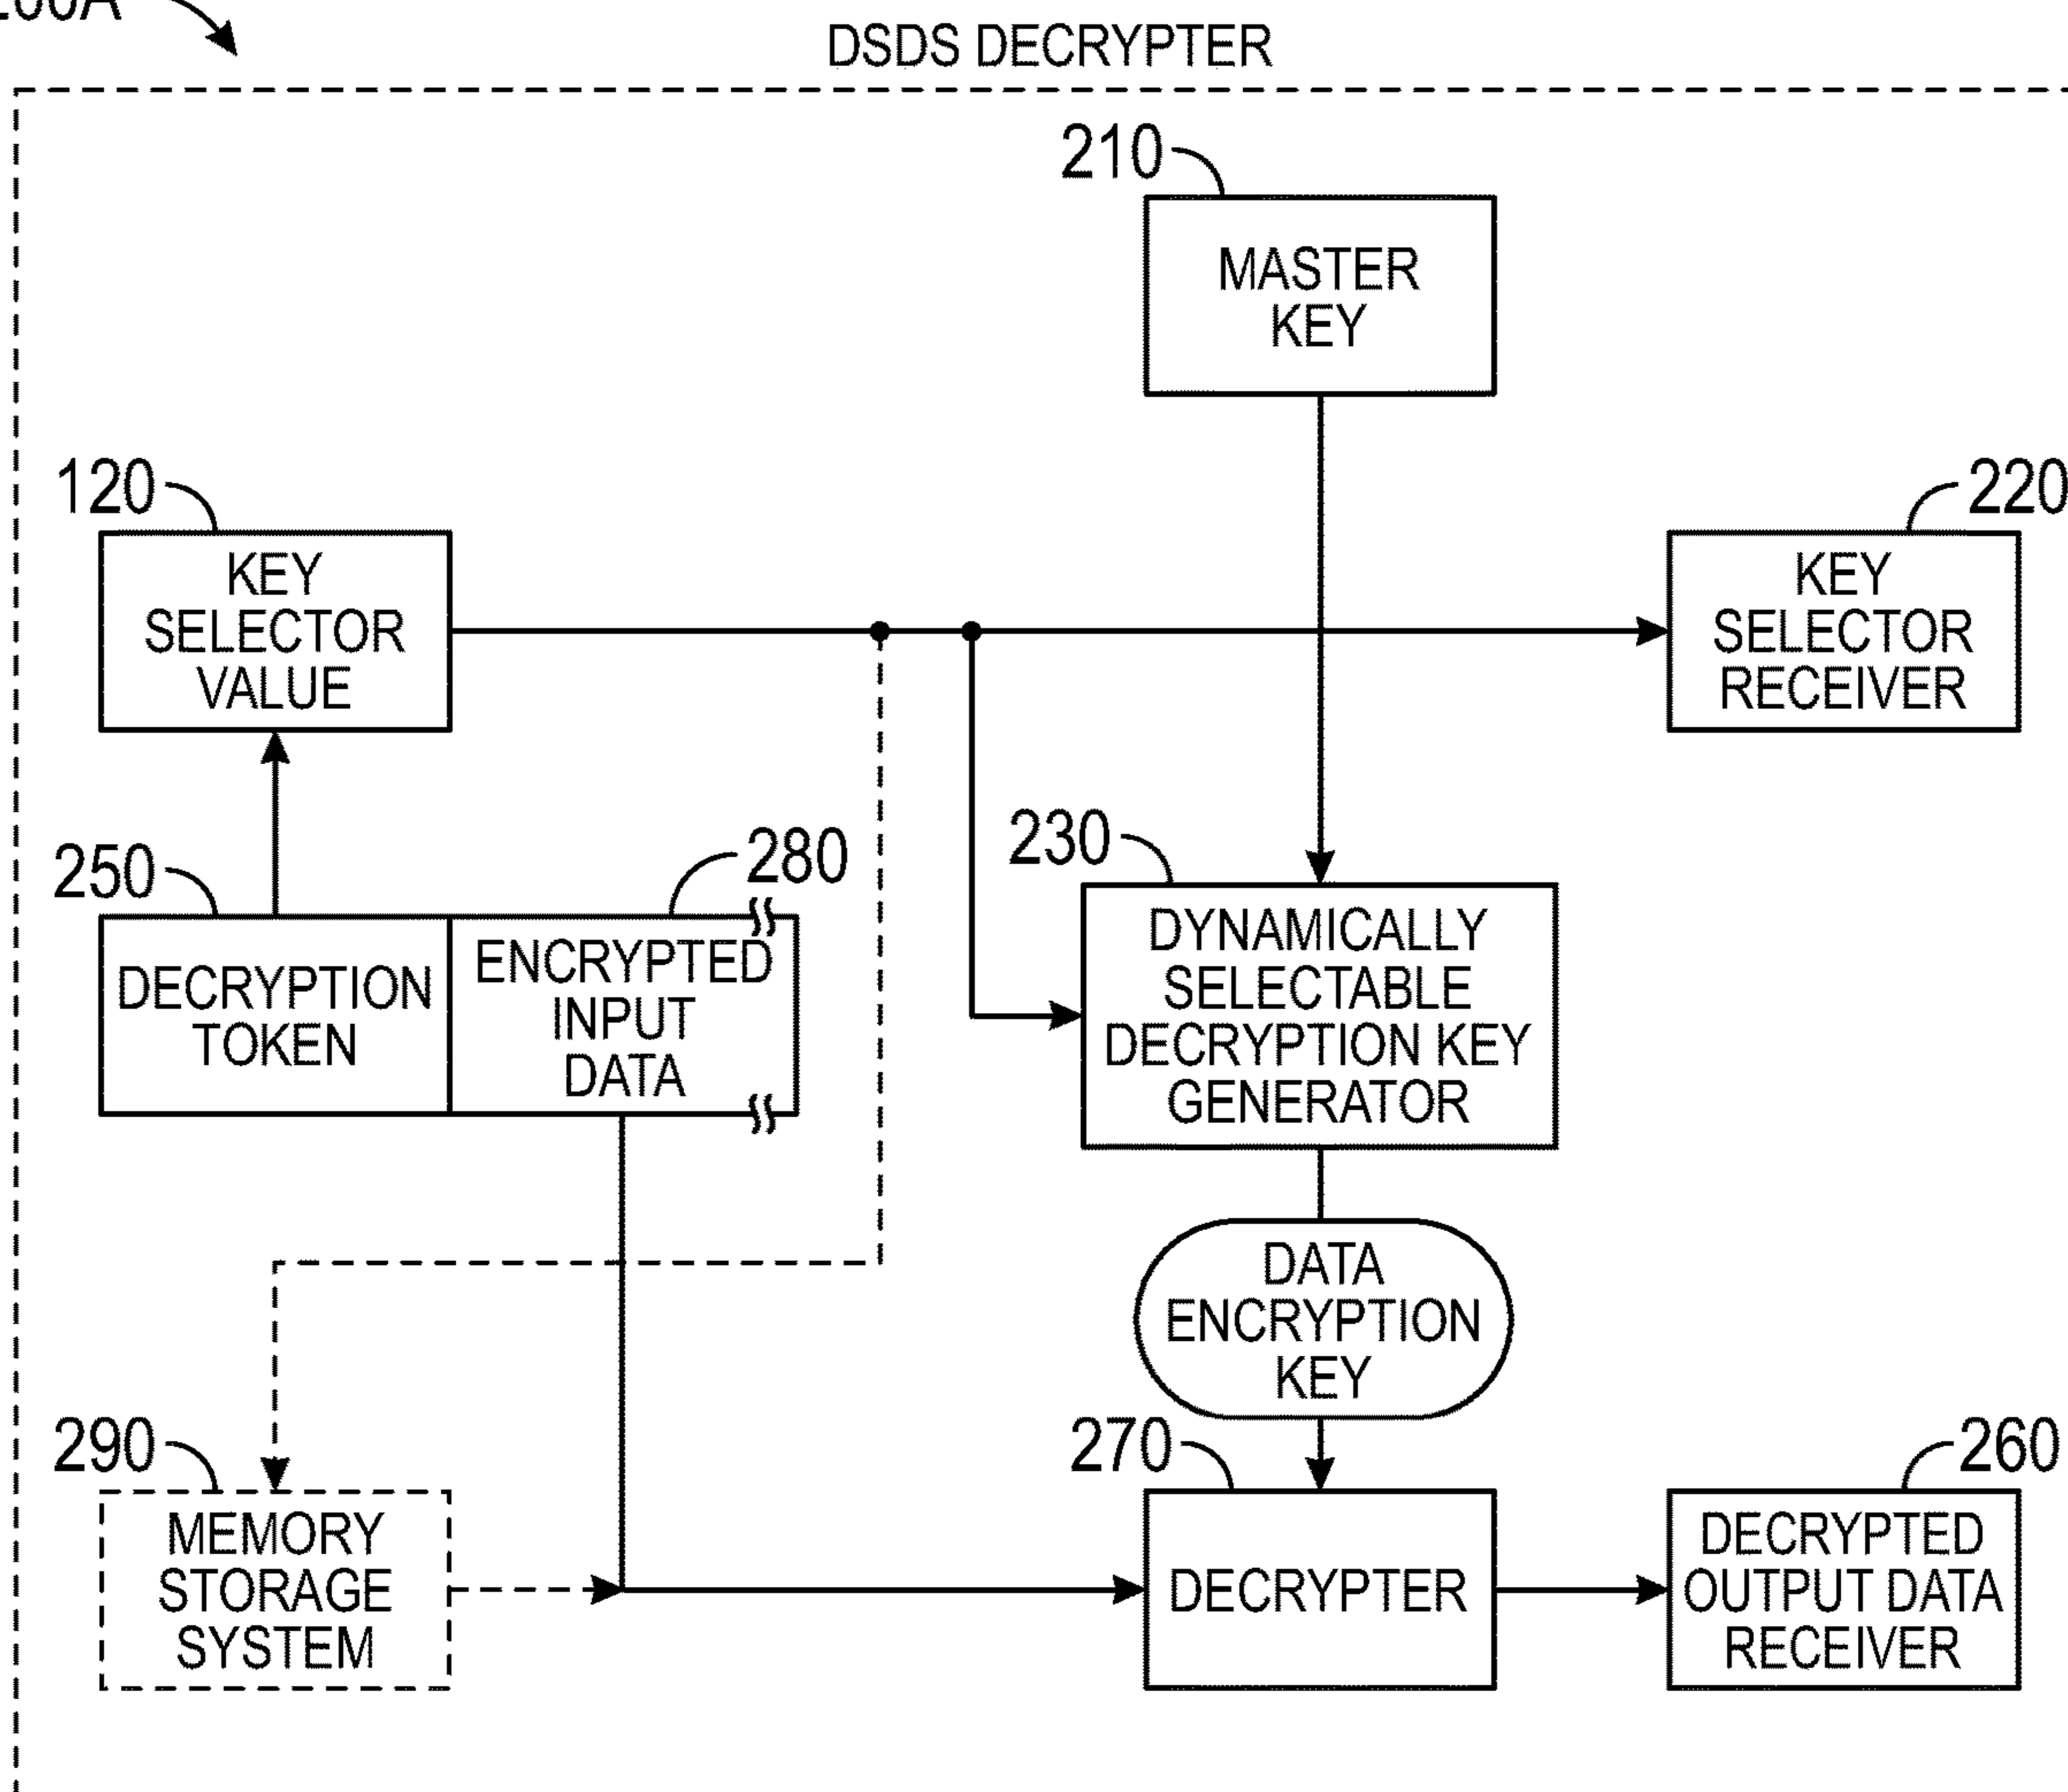 DSDS DECRYPTER
210
MASTER
KEY
120
KEY
SELECTOR
VALUE
220
KEY
SELECTOR
RECEIVER
250
DECRYPTION
TOKEN
280
ENCRYPTED
INPUT
DATA
230
DYNAMICALLY
SELECTABLE
DECRYPTION KEY
GENERATOR
DATA
ENCRYPTION
KEY
290
MEMORY
STORAGE
SYSTEM
270
DECRYPTER
260
DECRYPTED
OUTPUT DATA
RECEIVER